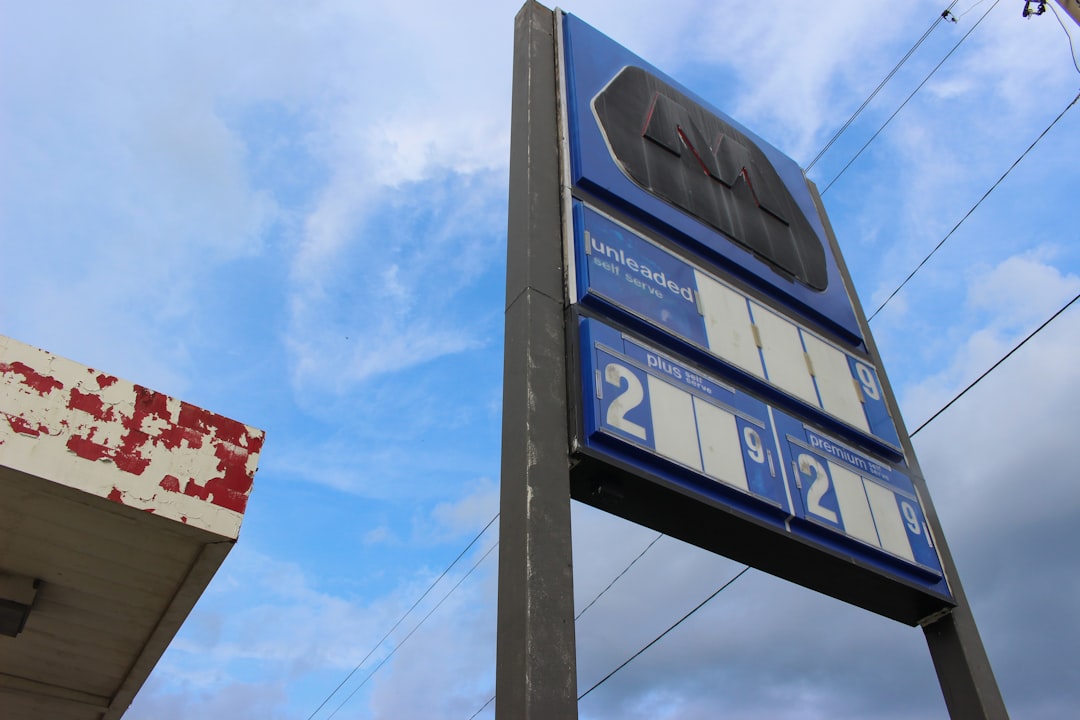 M
unleaded
self serve
9
plus self serve
2 9
premium self serve
2 9